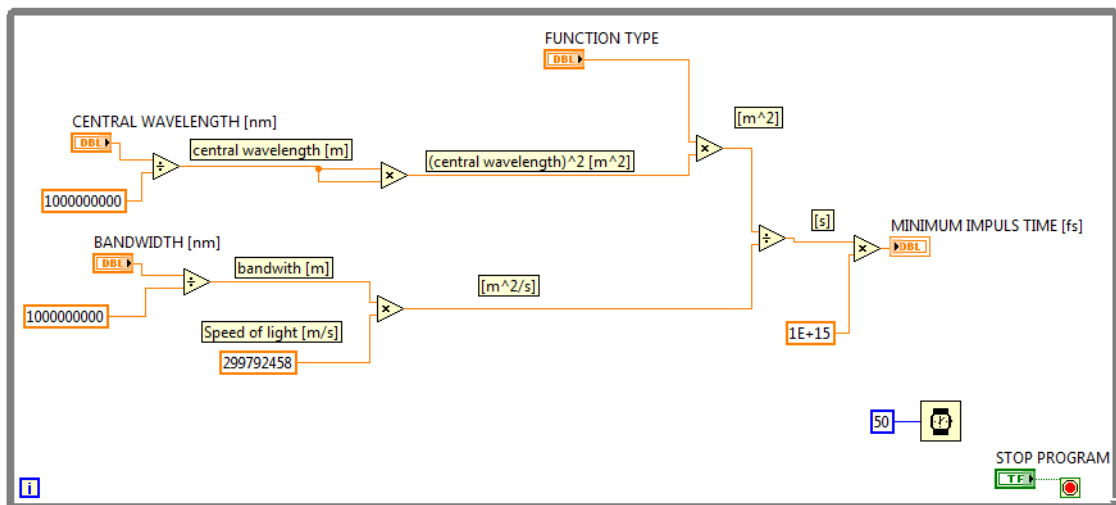 FUNCTION TYPE
DBL
[m^2]
CENTRAL WAVELENGTH [nm]
DBL
÷
central wavelength [m]
×
(central wavelength)^2 [m^2]
×
1000000000
[s]
MINIMUM IMPULS TIME [fs]
÷
×
DBL
BANDWIDTH [nm]
DBL
÷
bandwith [m]
[m^2/s]
1000000000
×
Speed of light [m/s]
299792458
1E+15
50
STOP PROGRAM
TF
i